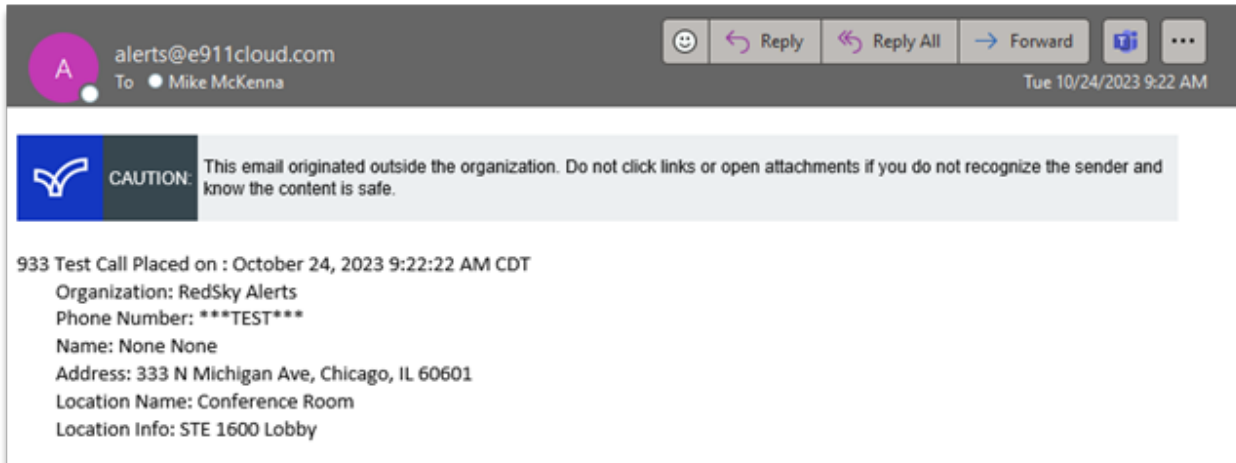 A
alerts@e911cloud.com
To Mike McKenna
Reply
Reply All
Forward
Tue 10/24/2023 9:22 AM
CAUTION:
This email originated outside the organization. Do not click links or open attachments if you do not recognize the sender and
know the content is safe.
933 Test Call Placed on : October 24, 2023 9:22:22 AM CDT
Organization: RedSky Alerts
Phone Number: ***TEST***
Name: None None
Address: 333 N Michigan Ave, Chicago, IL 60601
Location Name: Conference Room
Location Info: STE 1600 Lobby